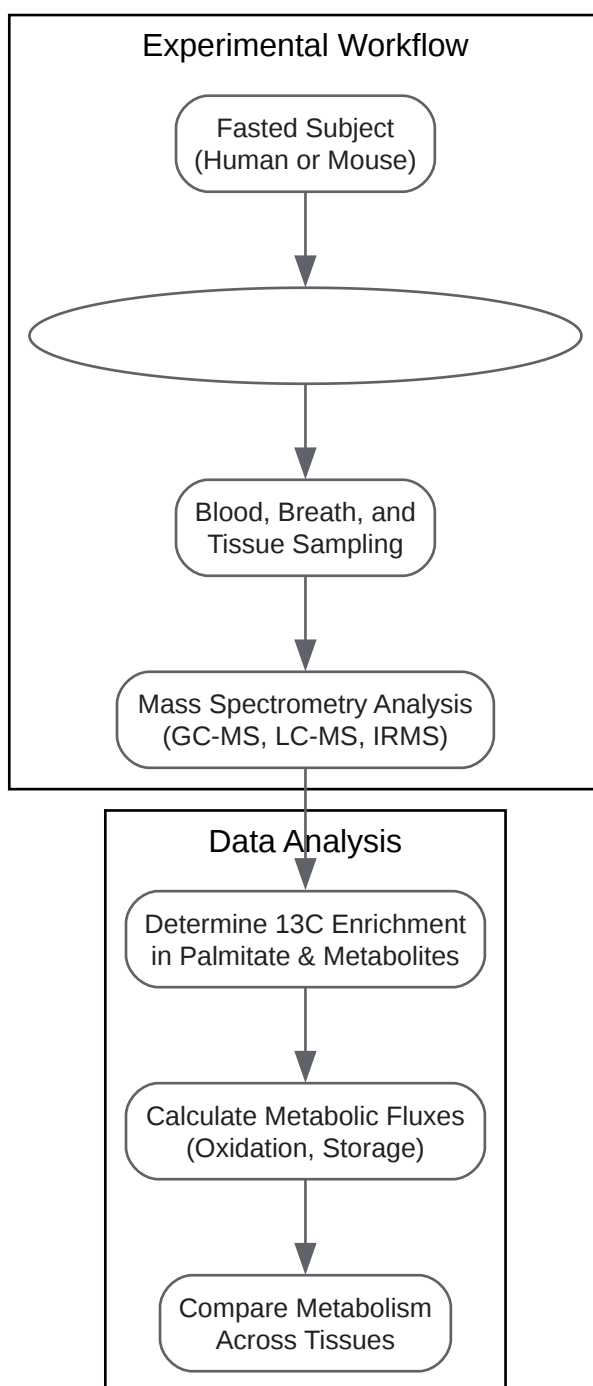 Experimental Workflow
Fasted Subject
(Human or Mouse)
Blood, Breath, and
Tissue Sampling
Mass Spectrometry Analysis
(GC-MS, LC-MS, IRMS)
Data Analysis
Determine 13C Enrichment
in Palmitate & Metabolites
Calculate Metabolic Fluxes
(Oxidation, Storage)
Compare Metabolism
Across Tissues